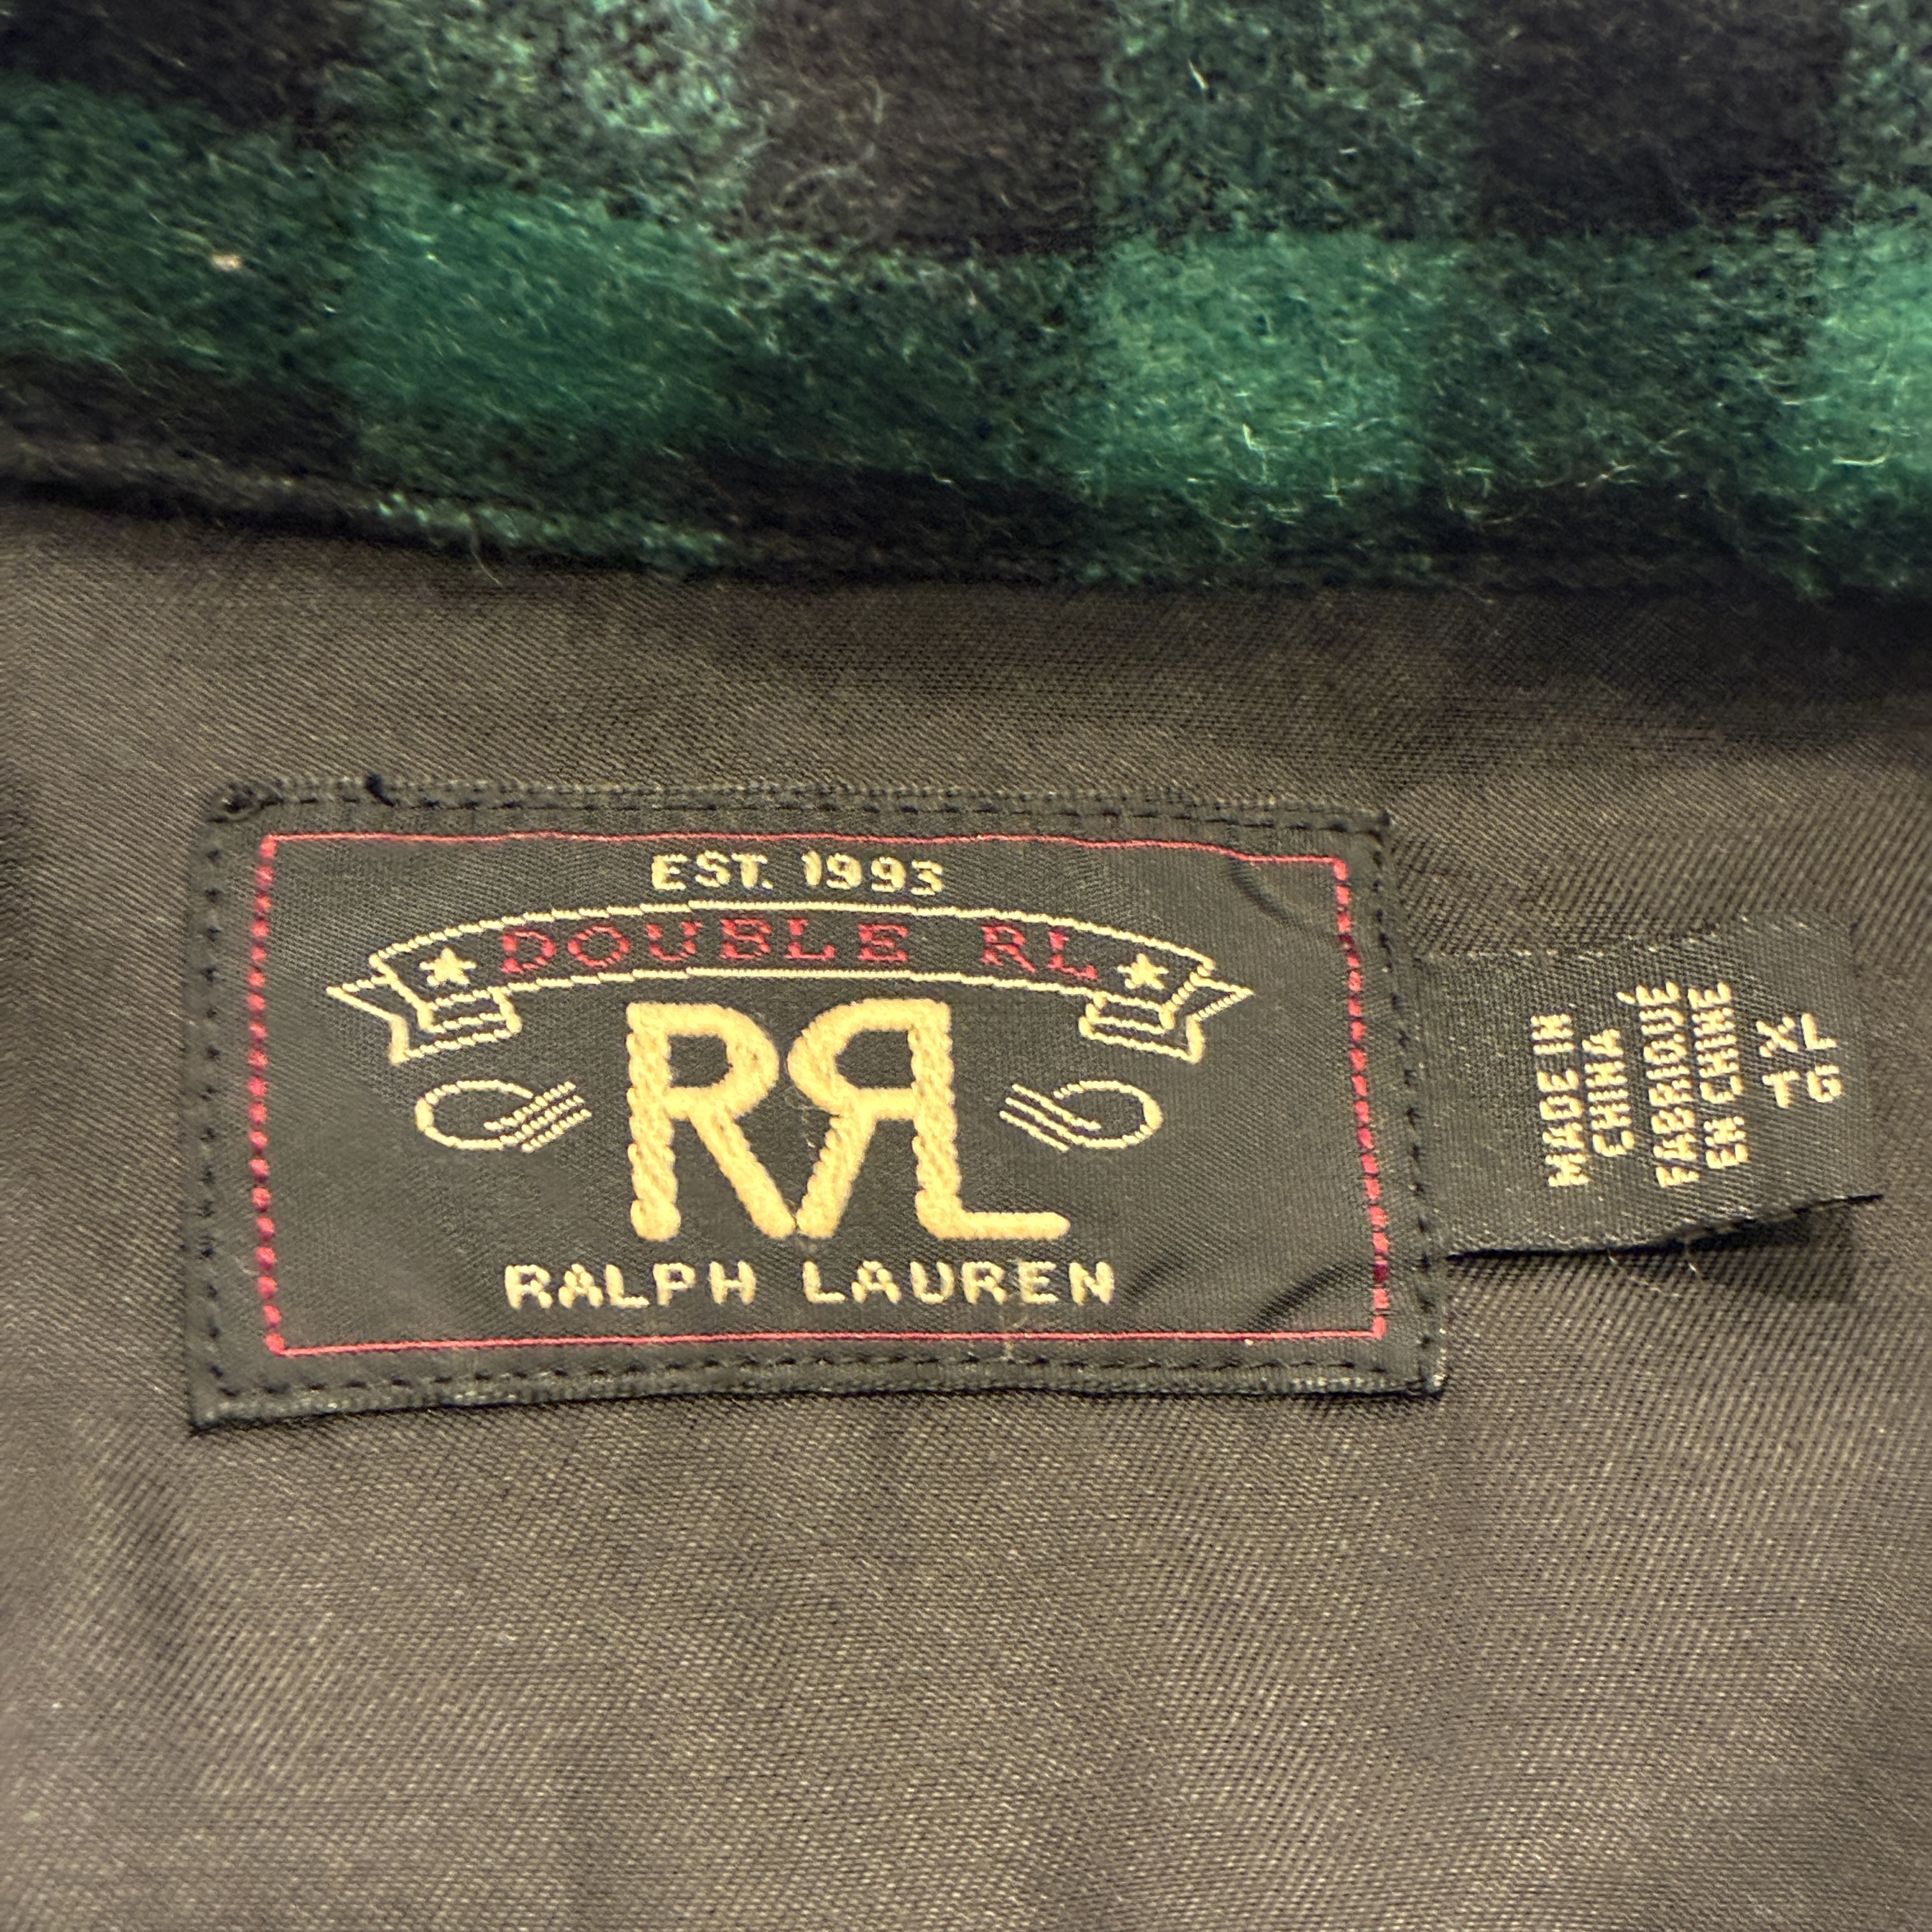 EST. 1993
DOUBLE RL
RRL
RALPH LAUREN
MADE IN
CHINA
FABRIQUÉ
EN CHINE
XL
TG